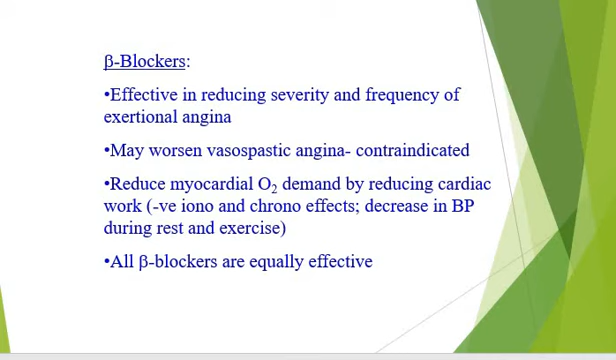 β-Blockers:
•Effective in reducing severity and frequency of
exertional angina
•May worsen vasospastic angina- contraindicated
•Reduce myocardial O₂ demand by reducing cardiac
work (-ve iono and chrono effects; decrease in BP
during rest and exercise)
•All β-blockers are equally effective